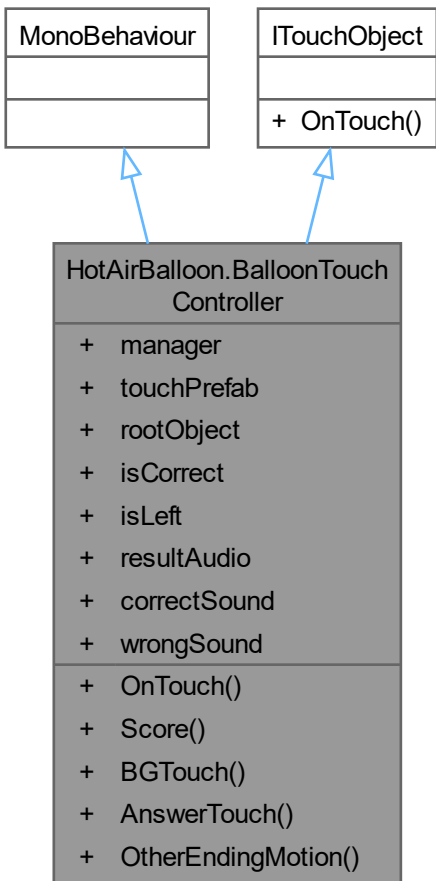 MonoBehaviour
ITouchObject
+ OnTouch()
HotAirBalloon.BalloonTouch
Controller
+ manager
+ touchPrefab
+ rootObject
+ isCorrect
+ isLeft
+ resultAudio
+ correctSound
+ wrongSound
+ OnTouch()
+ Score()
+ BGTouch()
+ AnswerTouch()
+ OtherEndingMotion()